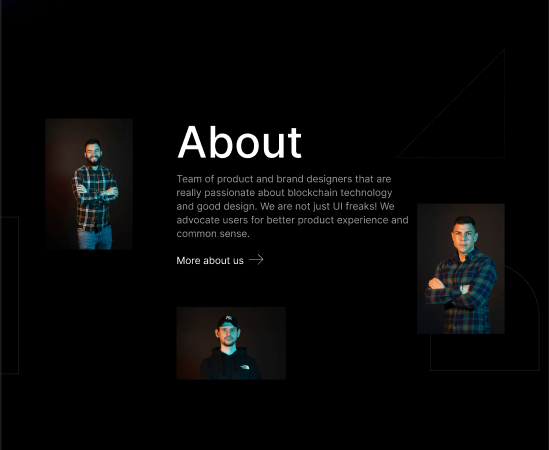 About
Team of product and brand designers that are
really passionate about blockchain technology
and good design. We are not just UI freaks! We
advocate users for better product experience and
common sense.
More about us